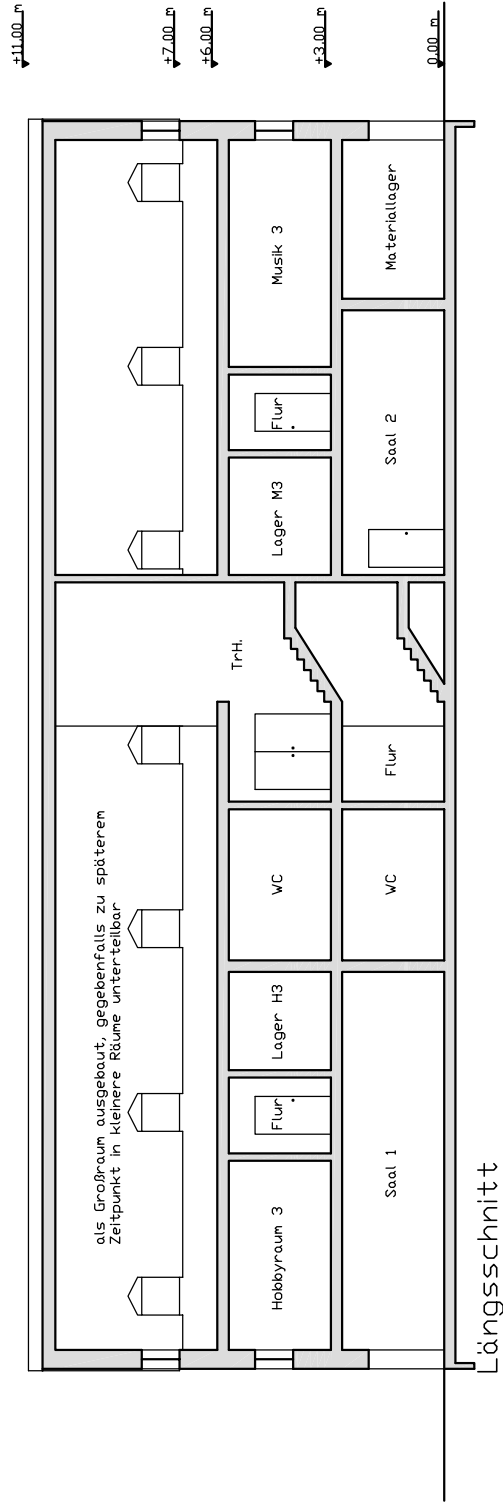 +11.00 m
+7.00 m
+6.00 m
+3.00 m
0.00 m
als Großraum ausgebaut, gegebenfalls zu späterem
Zeitpunkt in kleinere Räume unterteilbar
TrH.
Hobbyraum 3
Flur
Lager H3
WC
Lager M3
Flur
Musik 3
Saal 1
WC
Flur
Saal 2
Materiallager
Längsschnitt